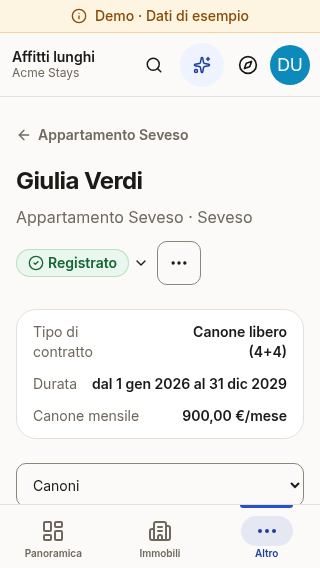 Demo · Dati di esempio
Affitti lunghi
Acme Stays
DU
Appartamento Seveso
Giulia Verdi
Appartamento Seveso · Seveso
Registrato
Tipo di contratto
Canone libero (4+4)
Durata
dal 1 gen 2026 al 31 dic 2029
Canone mensile
900,00 €/mese
Canoni
Panoramica
Immobili
Altro